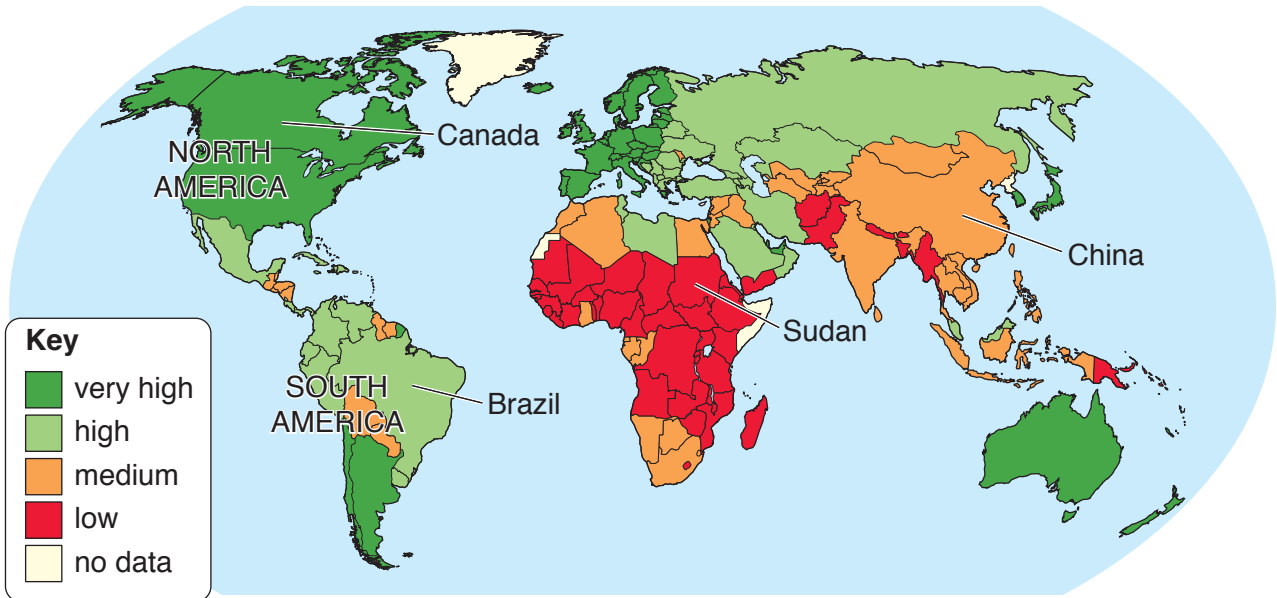 Canada
NORTH
AMERICA
China
Sudan
Key
very high
high
medium
low
no data
SOUTH
AMERICA
Brazil